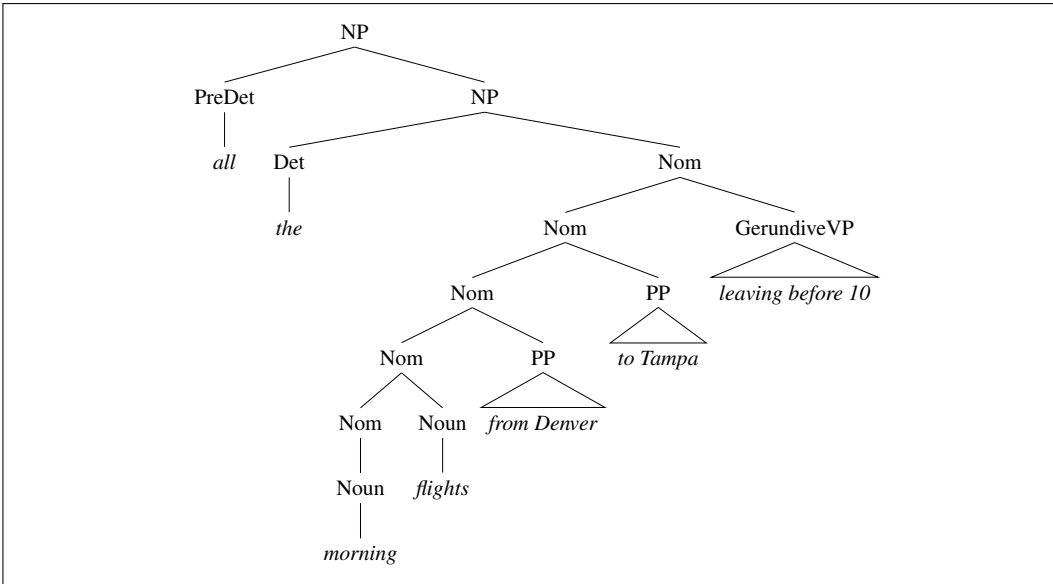 NP
PreDet NP
all Det Nom
the Nom GerundiveVP
Nom PP leaving before 10
Nom PP to Tampa
Nom Noun from Denver
Noun flights
morning